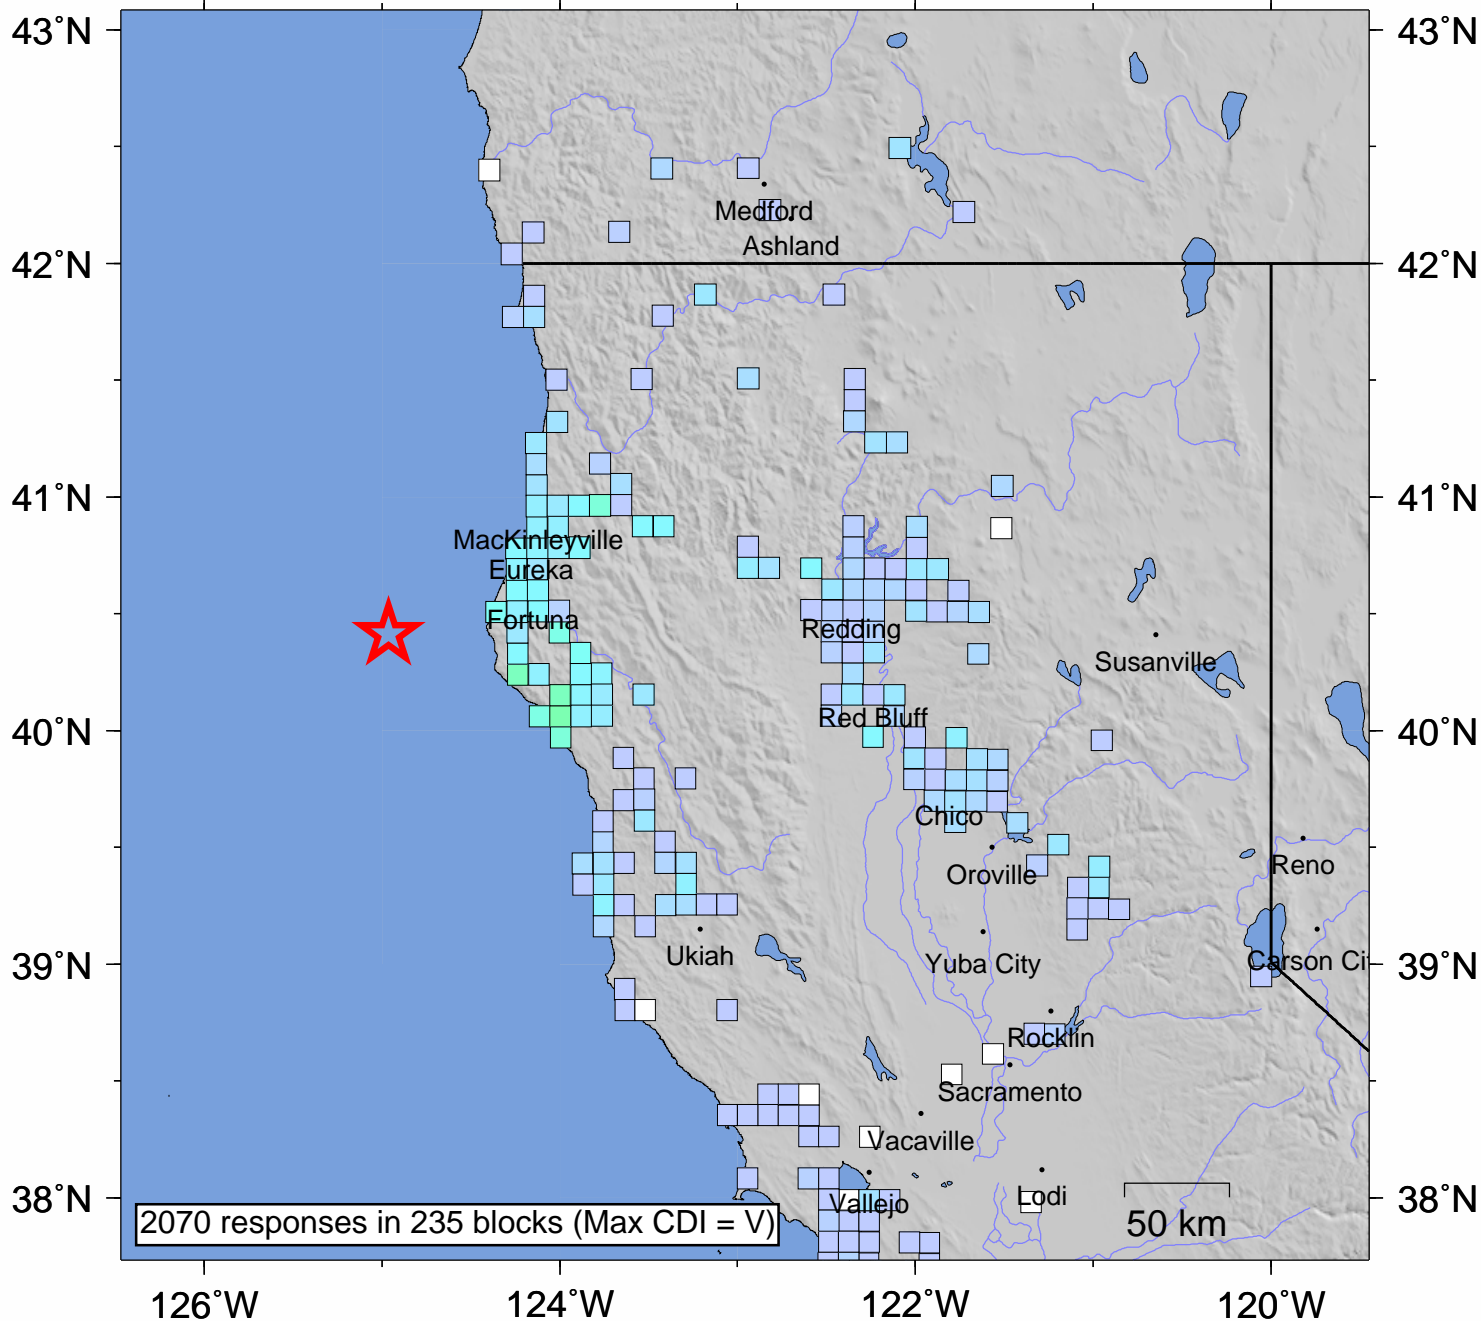 43°N 43°N
Medford
Ashland
42°N 42°N
41°N 41°N
MacKinleyville
Eureka
Fortuna
Redding
Susanville
Red Bluff
40°N 40°N
Chico
Oroville
Reno
Ukiah
Yuba City
39°N Carson Cit 39°N
Rocklin
Sacramento
Vacaville
Vallejo
Lodi
38°N 38°N
2070 responses in 235 blocks (Max CDI = V)
50 km
126°W 124°W 122°W 120°W